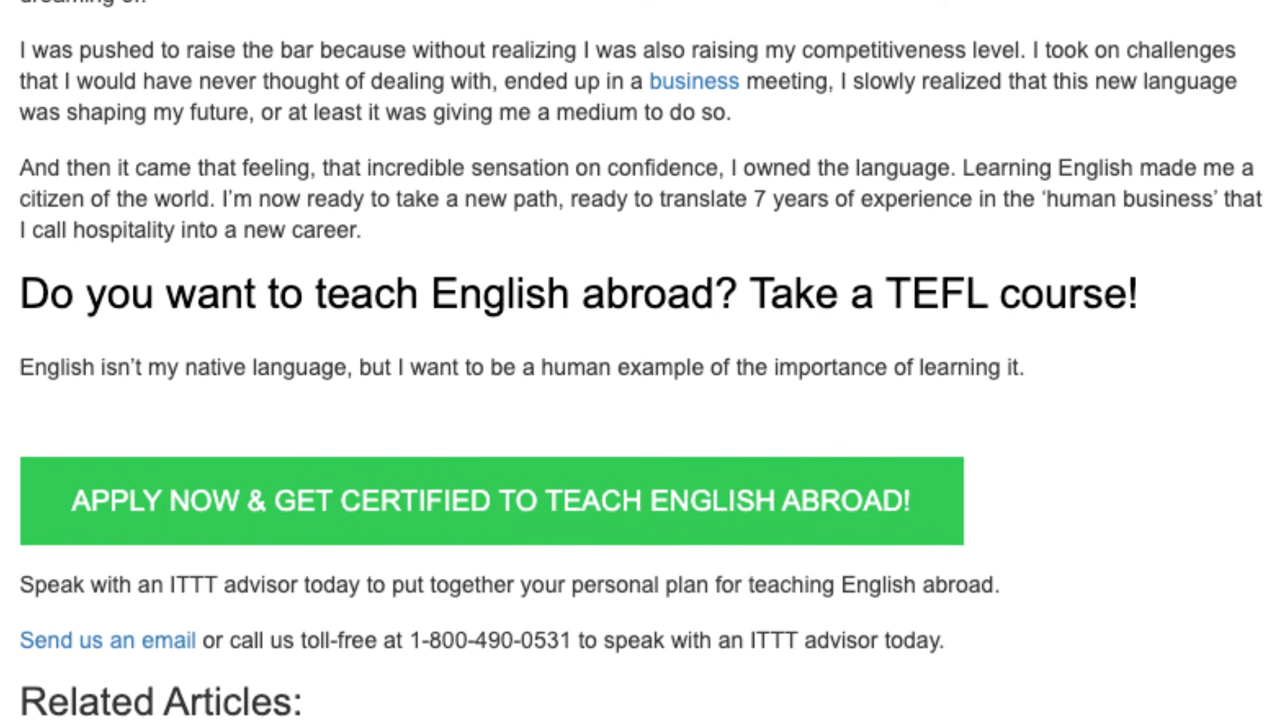 I was pushed to raise the bar because without realizing I was also raising my competitiveness level. I took on challenges
that I would have never thought of dealing with, ended up in a business meeting, I slowly realized that this new language
was shaping my future, or at least it was giving me a medium to do so.
And then it came that feeling, that incredible sensation on confidence, I owned the language. Learning English made me a
citizen of the world. I’m now ready to take a new path, ready to translate 7 years of experience in the ‘human business’ that
I call hospitality into a new career.
Do you want to teach English abroad? Take a TEFL course!
English isn’t my native language, but I want to be a human example of the importance of learning it.
APPLY NOW & GET CERTIFIED TO TEACH ENGLISH ABROAD!
Speak with an ITTT advisor today to put together your personal plan for teaching English abroad.
Send us an email or call us toll-free at 1-800-490-0531 to speak with an ITTT advisor today.
Related Articles: